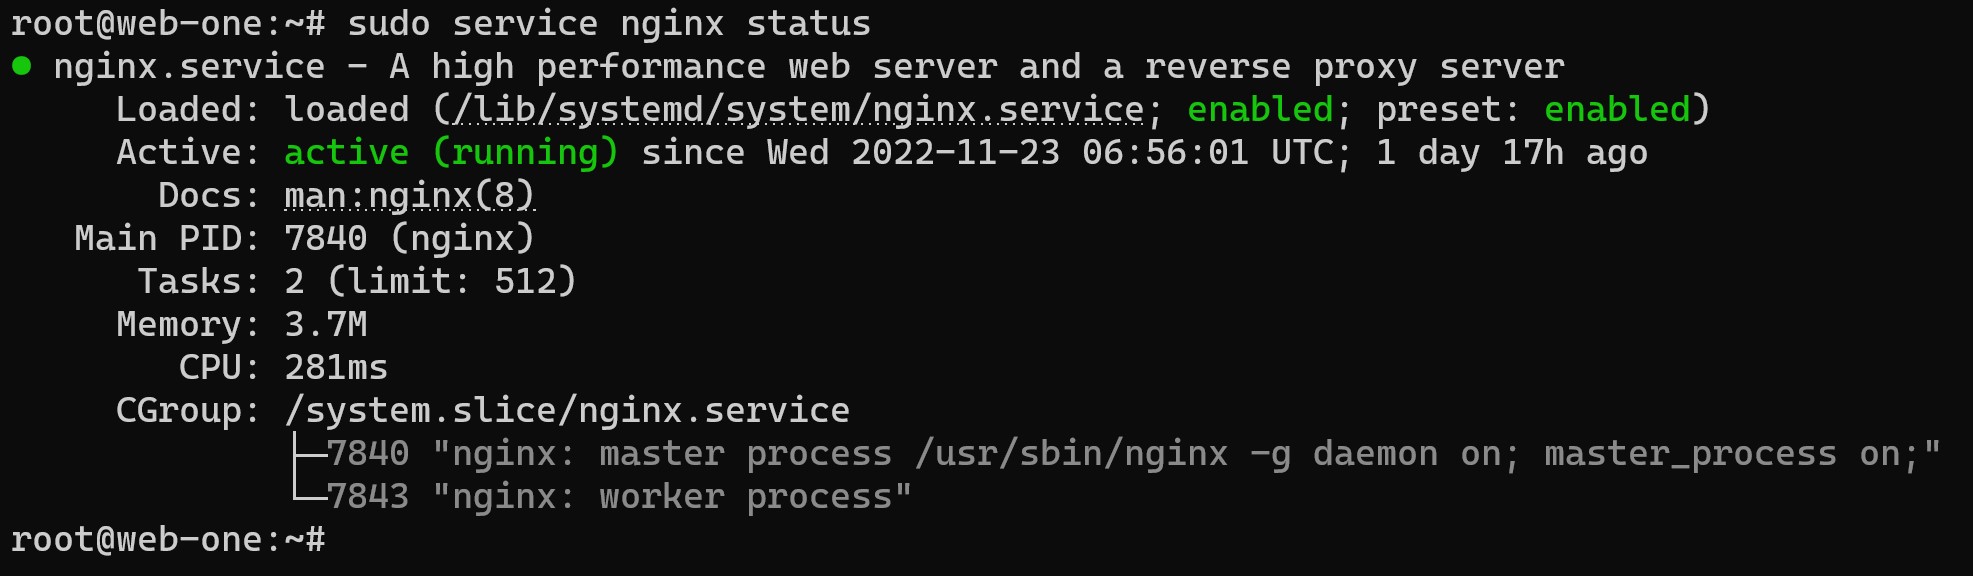 root@web-one:~# sudo service nginx status
● nginx.service - A high performance web server and a reverse proxy server
     Loaded: loaded (/lib/systemd/system/nginx.service; enabled; preset: enabled)
     Active: active (running) since Wed 2022-11-23 06:56:01 UTC; 1 day 17h ago
       Docs: man:nginx(8)
   Main PID: 7840 (nginx)
      Tasks: 2 (limit: 512)
     Memory: 3.7M
        CPU: 281ms
     CGroup: /system.slice/nginx.service
             ├─7840 "nginx: master process /usr/sbin/nginx -g daemon on; master_process on;"
             └─7843 "nginx: worker process"
root@web-one:~#